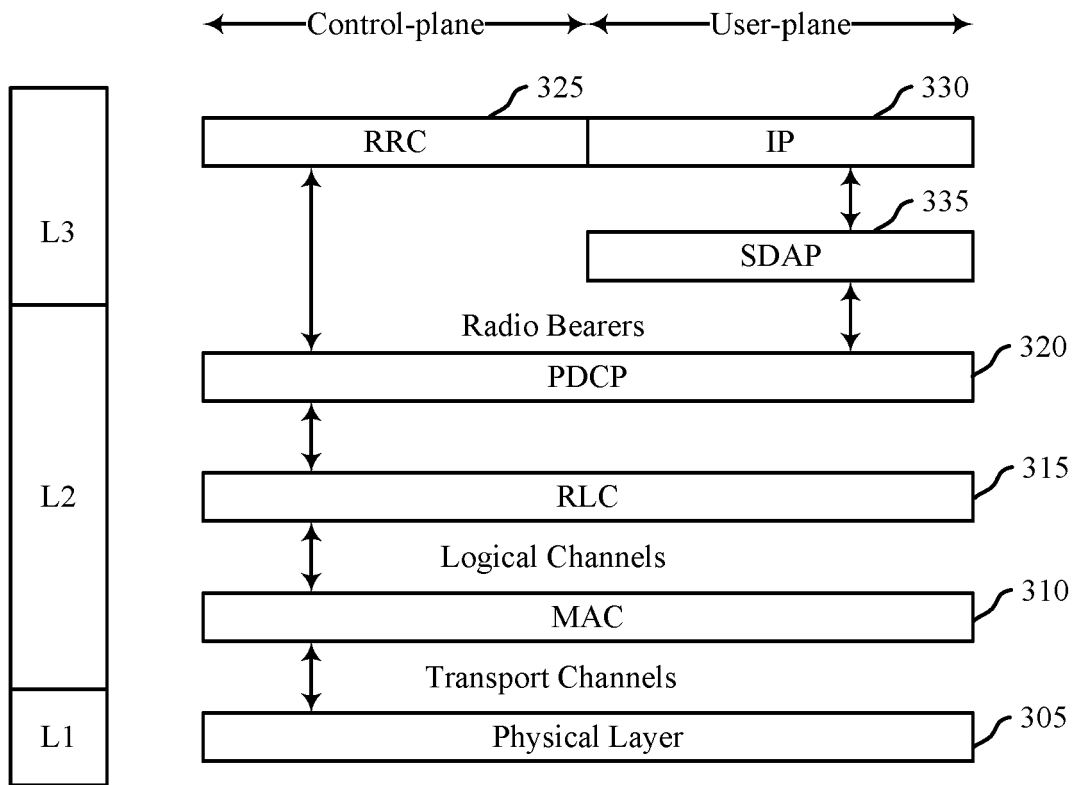 Control-plane User-plane
325 330
RRC IP
335
L3
SDAP
Radio Bearers
320
PDCP
315
L2 RLC
Logical Channels
310
MAC
Transport Channels
305
L1 Physical Layer